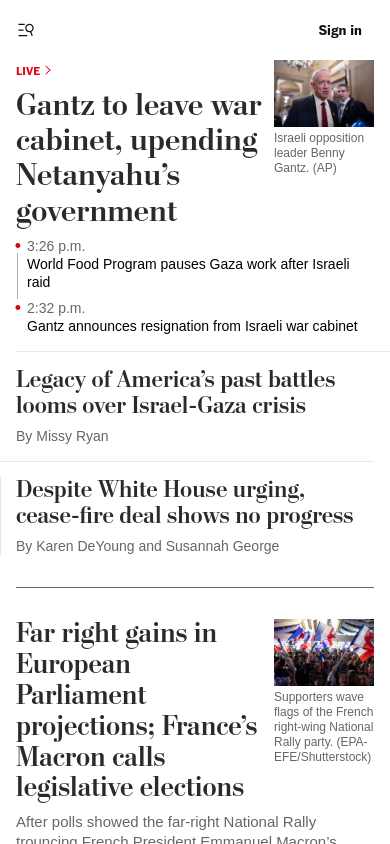 Sign in
LIVE
Gantz to leave war
cabinet, upending
Netanyahu’s
government
Israeli opposition
leader Benny
Gantz. (AP)
3:26 p.m.
World Food Program pauses Gaza work after Israeli
raid
2:32 p.m.
Gantz announces resignation from Israeli war cabinet
Legacy of America’s past battles
looms over Israel-Gaza crisis
By Missy Ryan
Despite White House urging,
cease-fire deal shows no progress
By Karen DeYoung and Susannah George
Far right gains in
European
Parliament
projections; France’s
Macron calls
legislative elections
Supporters wave
flags of the French
right-wing National
Rally party. (EPA-
EFE/Shutterstock)
After polls showed the far-right National Rally
trouncing French President Emmanuel Macron’s